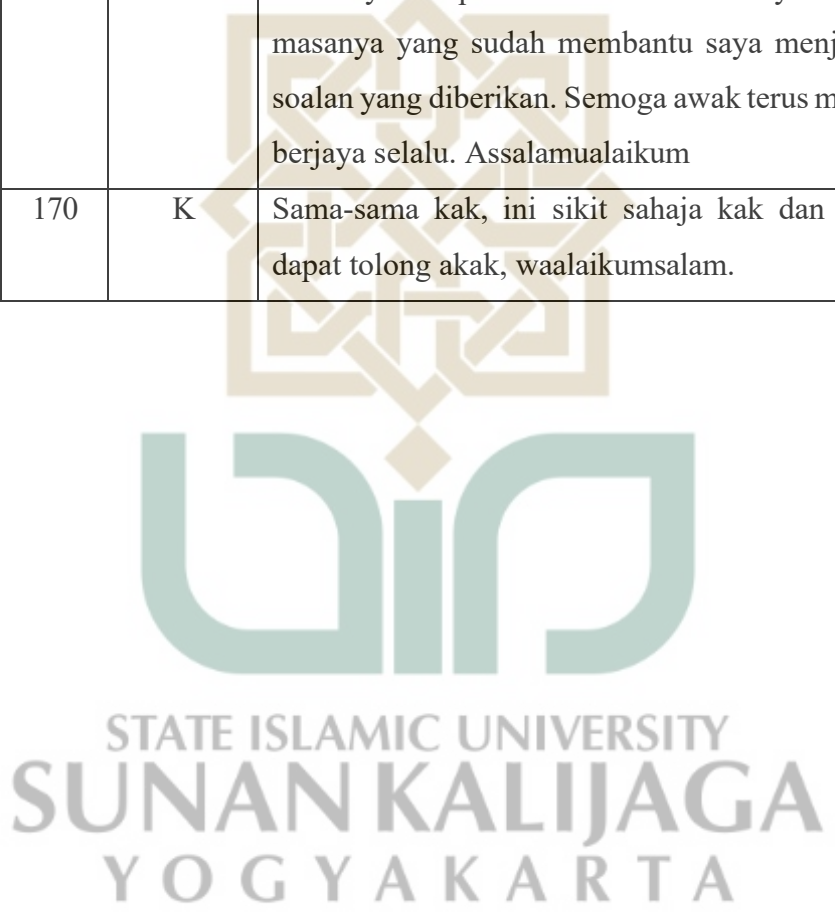 masanya yang sudah membantu saya
soalan yang diberikan. Semoga awak terus
berjaya selalu. Assalamualaikum
170 K Sama-sama kak, ini sikit sahaja kak dan
dapat tolong akak, waalaikumsalam.
STATE ISLAMIC UNIVERSITY
SUNAN KALIJAGA
YOGYAKARTA